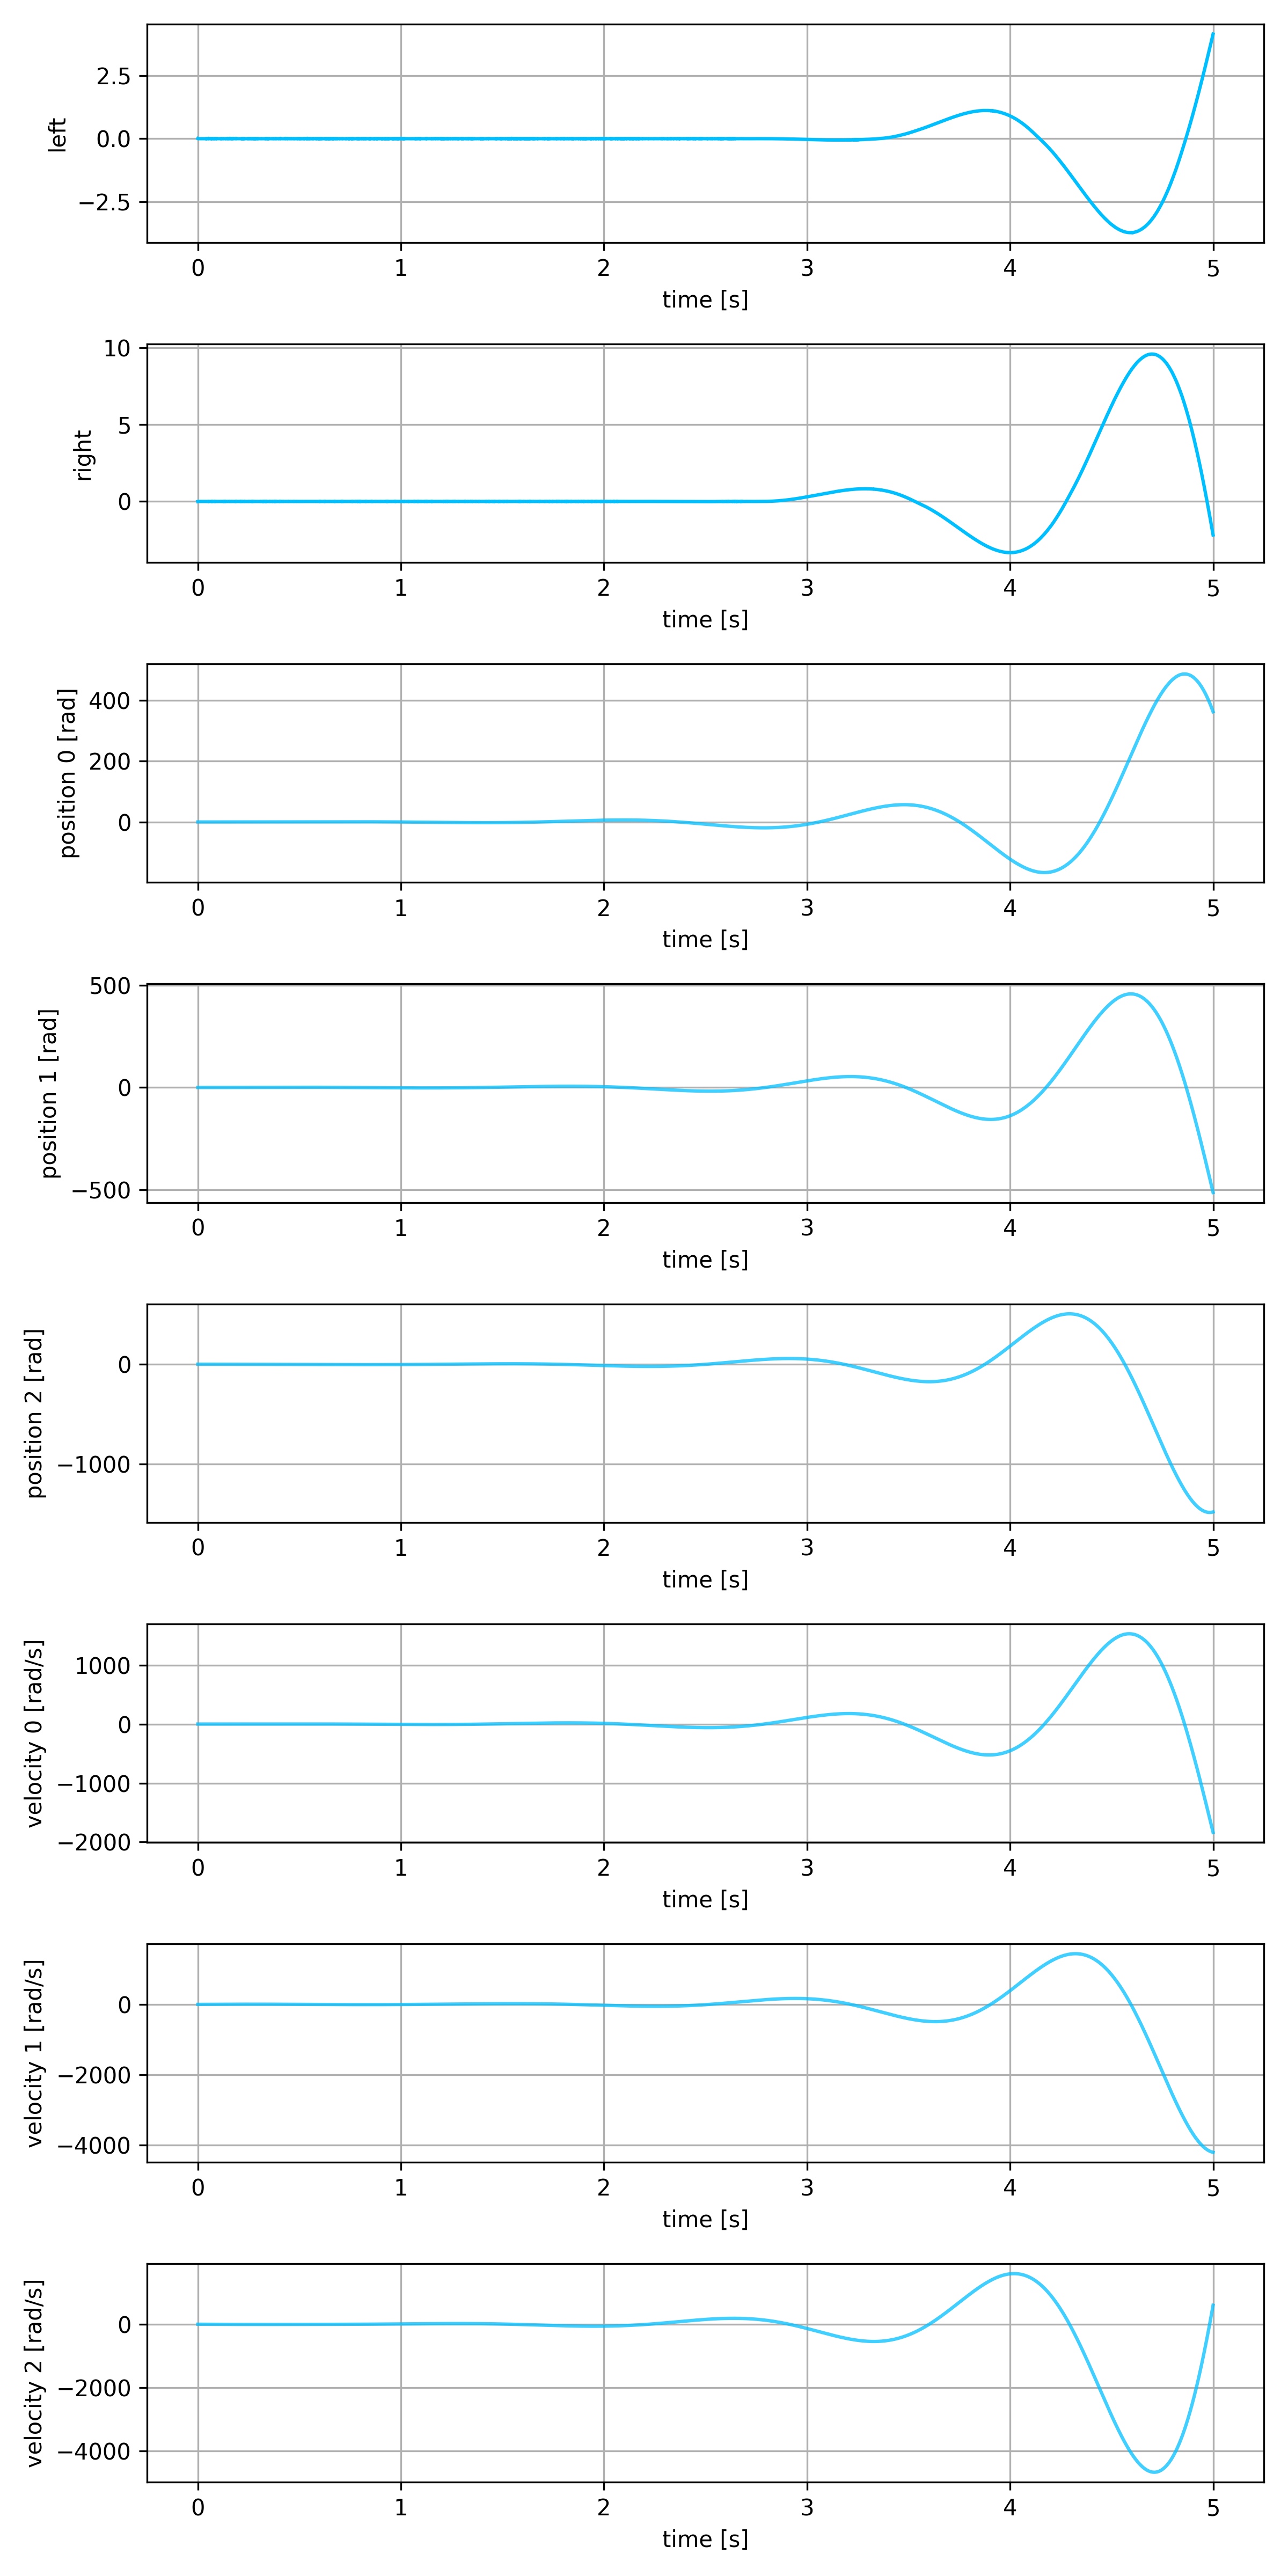 2.5
0.0
−2.5
left
0 1 2 3 4 5
time [s]
10
5
0
right
0 1 2 3 4 5
time [s]
400
200
0
position 0 [rad]
0 1 2 3 4 5
time [s]
500
0
−500
position 1 [rad]
0 1 2 3 4 5
time [s]
0
−1000
position 2 [rad]
0 1 2 3 4 5
time [s]
1000
0
−1000
−2000
velocity 0 [rad/s]
0 1 2 3 4 5
time [s]
0
−2000
−4000
velocity 1 [rad/s]
0 1 2 3 4 5
time [s]
0
−2000
−4000
velocity 2 [rad/s]
0 1 2 3 4 5
time [s]